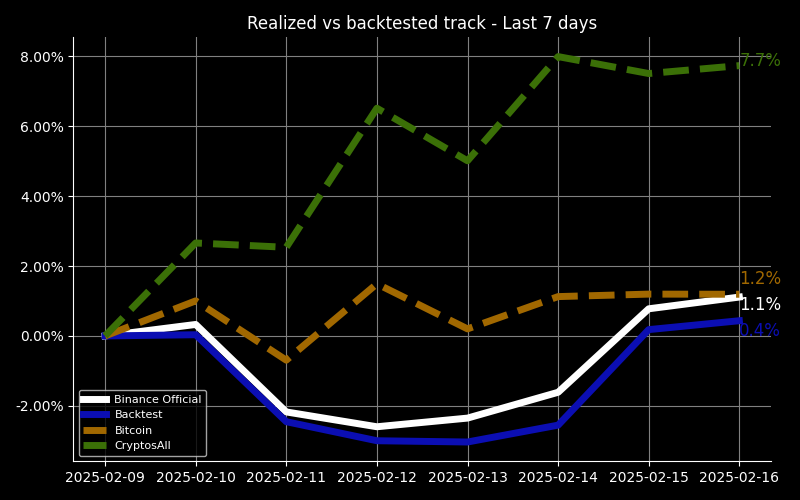 Realized vs backtested track - Last 7 days
8.00%
6.00%
4.00%
2.00%
0.00%
-2.00%
7.7%
1.2%
1.1%
0.4%
Binance Official
Backtest
Bitcoin
CryptosAll
2025-02-09 2025-02-10 2025-02-11 2025-02-12 2025-02-13 2025-02-14 2025-02-15 2025-02-16